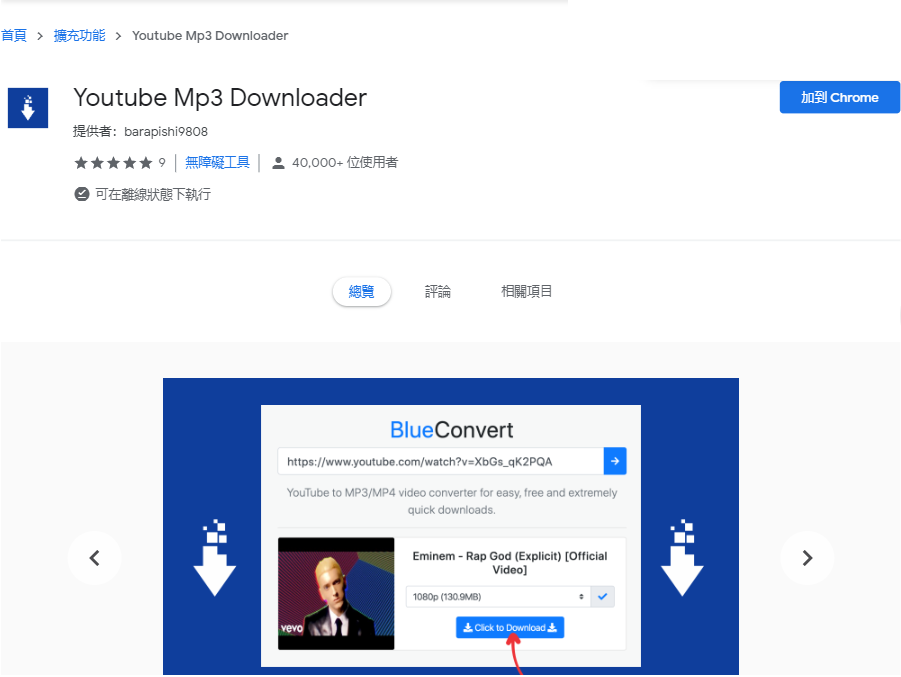 首頁 > 擴充功能 > Youtube Mp3 Downloader
Youtube Mp3 Downloader
加到 Chrome
提供者：barapishi9808
9 | 無障礙工具 | 40,000+ 位使用者
可在離線狀態下執行
總覽 評論 相關項目
BlueConvert
https://www.youtube.com/watch?v=XbGs_qK2PQA
YouTube to MP3/MP4 video converter for easy, free and extremely
quick downloads.
Eminem - Rap God (Explicit) [Official
Video]
1080p (130.9MB)
vevo
Click to Download